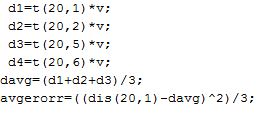 d1=t(20,1)*v;
d2=t(20,2)*v;
d3=t(20,5)*v;
d4=t(20,6)*v;
davg=(d1+d2+d3)/3;
avgerorr=((dis(20,1)-davg)^2)/3;